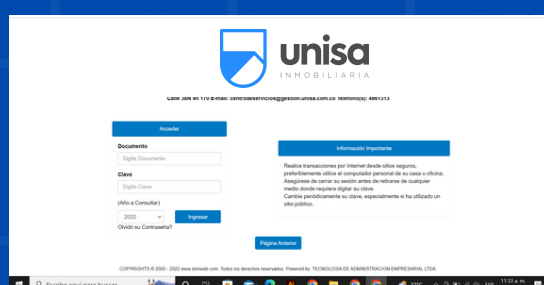 unisa
INMOBILIARIA
Calle 38N 4n 170 E-mail: centrodeservicios@gestion.unisa.com.co Telefono(s): 4861313
Acceder
Documento
Digite Documento
Clave
Digite Clave
(Año a Consultar)
2022
Ingresar
Olvidó su Contraseña?
Información Importante
Realice transacciones por Internet desde sitios seguros,
preferiblemente utilice el computador personal de su casa u oficina.
Asegúrese de cerrar su sesión antes de retirarse de cualquier
medio donde requiera digitar su clave.
Cambie periódicamente su clave, especialmente si ha utilizado un
sitio público.
Página Anterior
COPYRIGHTS © 2000 - 2022 www.simiweb.com. Todos los derechos reservados. Powered by: TECNOLOGIA DE ADMINISTRACION EMPRESARIAL LTDA.
Escribe aquí para buscar
11:33 a. m.